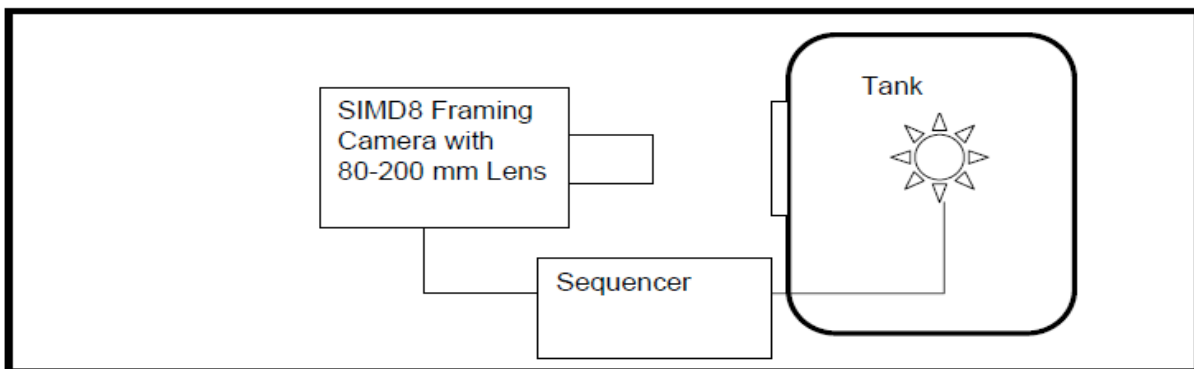 SIMD8 Framing
Camera with
80-200 mm Lens
Tank
Sequencer